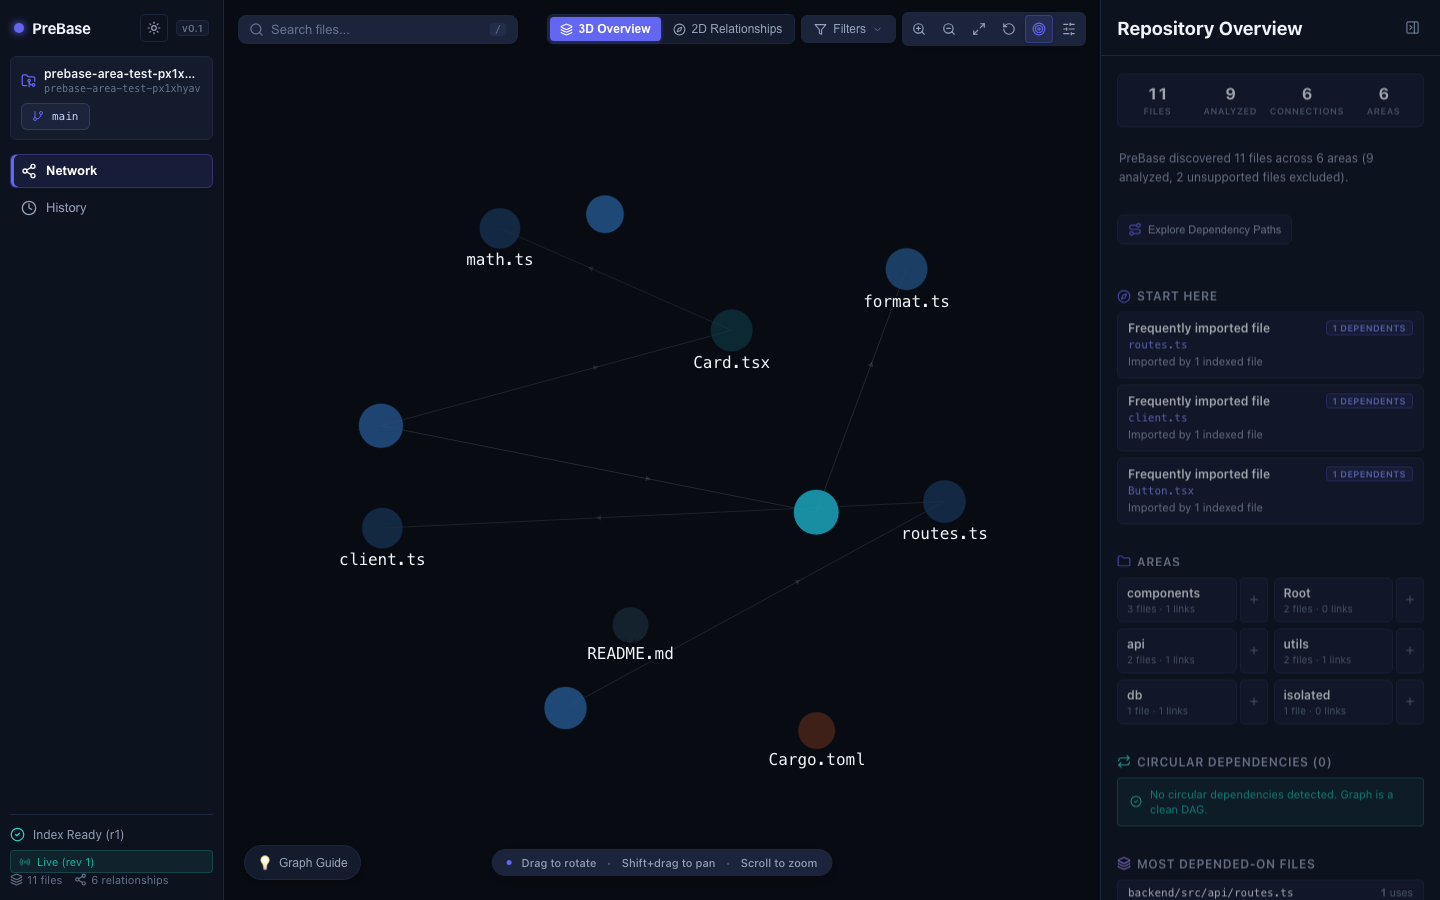 PreBase
v0.1
prebase-area-test-px1x...
prebase-area-test-px1xhyav
main
Network
History
Index Ready (r1)
Live (rev 1)
11 files
6 relationships
Search files...
/
3D Overview
2D Relationships
Filters
math.ts
format.ts
Card.tsx
routes.ts
client.ts
README.md
Cargo.toml
Graph Guide
Drag to rotate · Shift+drag to pan · Scroll to zoom
Repository Overview
11 9 6 6
FILES ANALYZED CONNECTIONS AREAS
PreBase discovered 11 files across 6 areas (9
analyzed, 2 unsupported files excluded).
Explore Dependency Paths
START HERE
Frequently imported file 1 DEPENDENTS
routes.ts
Imported by 1 indexed file
Frequently imported file 1 DEPENDENTS
client.ts
Imported by 1 indexed file
Frequently imported file 1 DEPENDENTS
Button.tsx
Imported by 1 indexed file
AREAS
components
3 files · 1 links
+
Root
2 files · 0 links
+
api
2 files · 1 links
+
utils
2 files · 1 links
+
db
1 file · 1 links
+
isolated
1 file · 0 links
+
CIRCULAR DEPENDENCIES (0)
No circular dependencies detected. Graph is a
clean DAG.
MOST DEPENDED-ON FILES
backend/src/api/routes.ts 1 uses